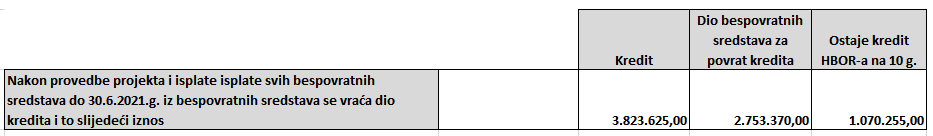 Kredit
Dio bespovratnih
sredstava za
povrat kredita
Ostaje kredit
HBOR-a na 10 g.
Nakon provedbe projekta i isplate isplate svih bespovratnih
sredstava do 30.6.2021.g. iz bespovratnih sredstava se vraća dio
kredita i to slijedeći iznos
3.823.625,00 2.753.370,00 1.070.255,00